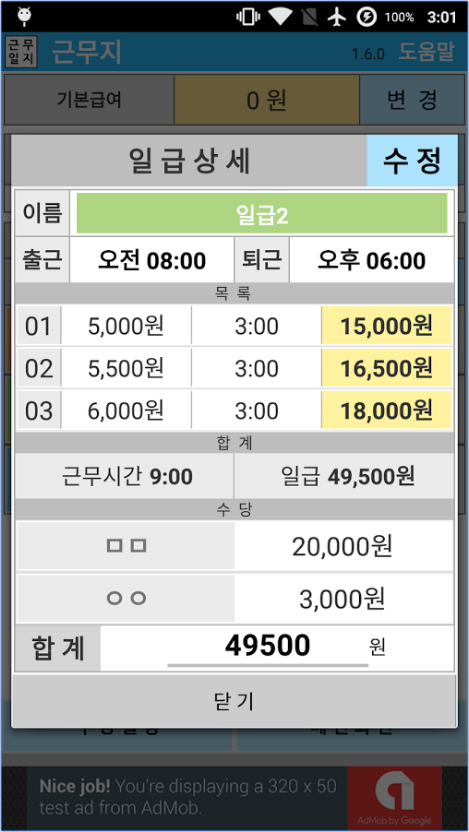 100% 3:01
근무
일지 근무지 1.6.0 도움말
기본급여 0 원 변 경
일 급 상 세 수 정
이름 일급2
출근 오전 08:00 퇴근 오후 06:00
목 록
01 5,000원 3:00 15,000원
02 5,500원 3:00 16,500원
03 6,000원 3:00 18,000원
합 계
근무시간 9:00 일급 49,500원
수 당
ㅁㅁ 20,000원
ㅇㅇ 3,000원
합 계 49500 원
닫 기
Nice job! You're displaying a 320 x 50
test ad from AdMob.
AdMob by Google